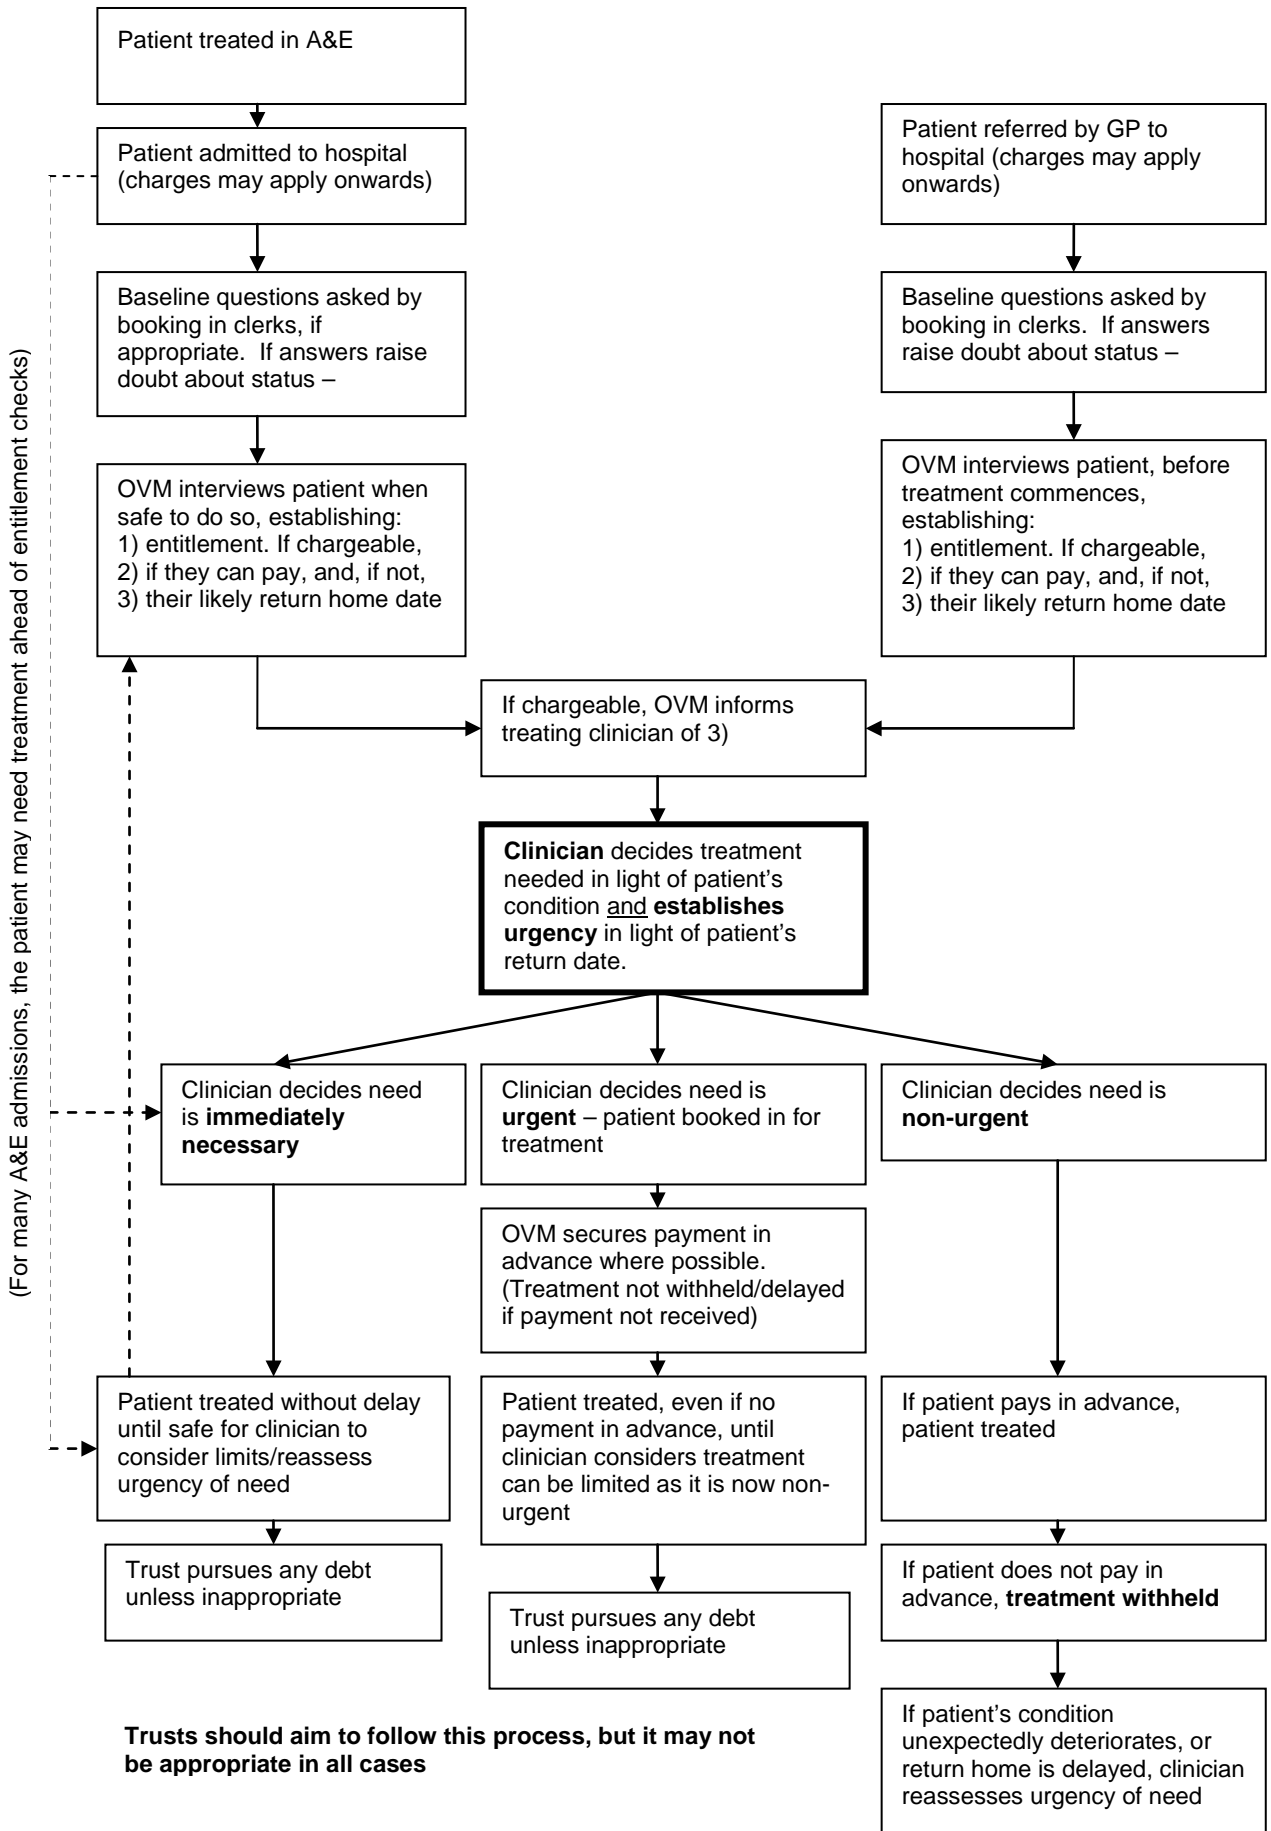 Patient treated in A&E
Patient admitted to hospital
(charges may apply onwards)
Patient referred by GP to
hospital (charges may apply
onwards)
Baseline questions asked by
booking in clerks, if
appropriate.  If answers raise
doubt about status –
Baseline questions asked by
booking in clerks.  If answers
raise doubt about status –
OVM interviews patient when
safe to do so, establishing:
1) entitlement. If chargeable,
2) if they can pay, and, if not,
3) their likely return home date
OVM interviews patient, before
treatment commences,
establishing:
1) entitlement. If chargeable,
2) if they can pay, and, if not,
3) their likely return home date
(For many A&E admissions, the patient may need treatment ahead of entitlement checks)
If chargeable, OVM informs
treating clinician of 3)
Clinician decides treatment
needed in light of patient’s
condition and establishes
urgency in light of patient’s
return date.
Clinician decides need
is immediately
necessary
Clinician decides need is
urgent – patient booked in for
treatment
Clinician decides need is
non-urgent
OVM secures payment in
advance where possible.
(Treatment not withheld/delayed
if payment not received)
Patient treated without delay
until safe for clinician to
consider limits/reassess
urgency of need
Patient treated, even if no
payment in advance, until
clinician considers treatment
can be limited as it is now non-
urgent
If patient pays in advance,
patient treated
Trust pursues any debt
unless inappropriate
Trust pursues any debt
unless inappropriate
If patient does not pay in
advance, treatment withheld
If patient’s condition
unexpectedly deteriorates, or
return home is delayed, clinician
reassesses urgency of need
Trusts should aim to follow this process, but it may not
be appropriate in all cases